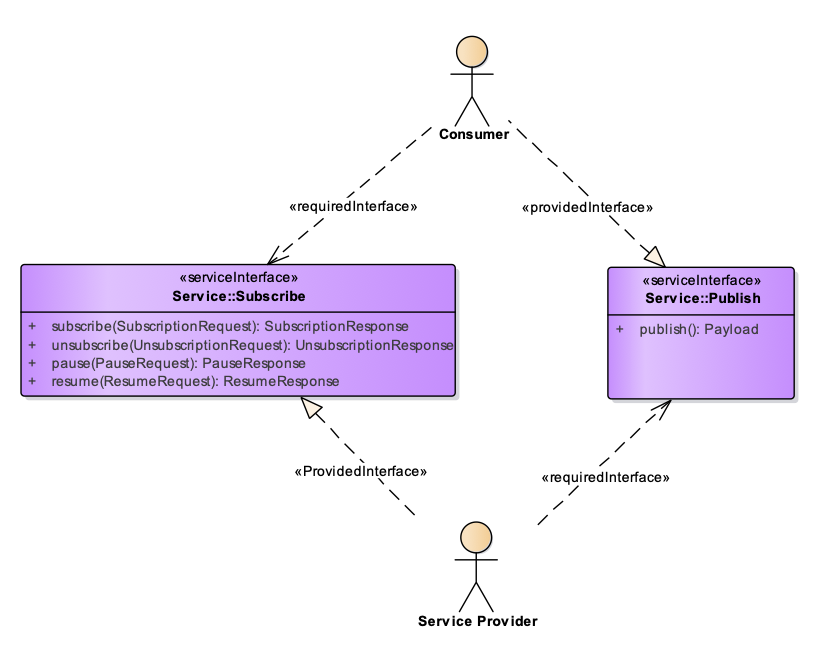 Consumer
«requiredInterface»
«providedInterface»
«serviceInterface»
Service::Subscribe
+ subscribe(SubscriptionRequest): SubscriptionResponse
+ unsubscribe(UnsubscriptionRequest): UnsubscriptionResponse
+ pause(PauseRequest): PauseResponse
+ resume(ResumeRequest): ResumeResponse
«serviceInterface»
Service::Publish
+ publish(): Payload
«ProvidedInterface»
«requiredInterface»
Service Provider